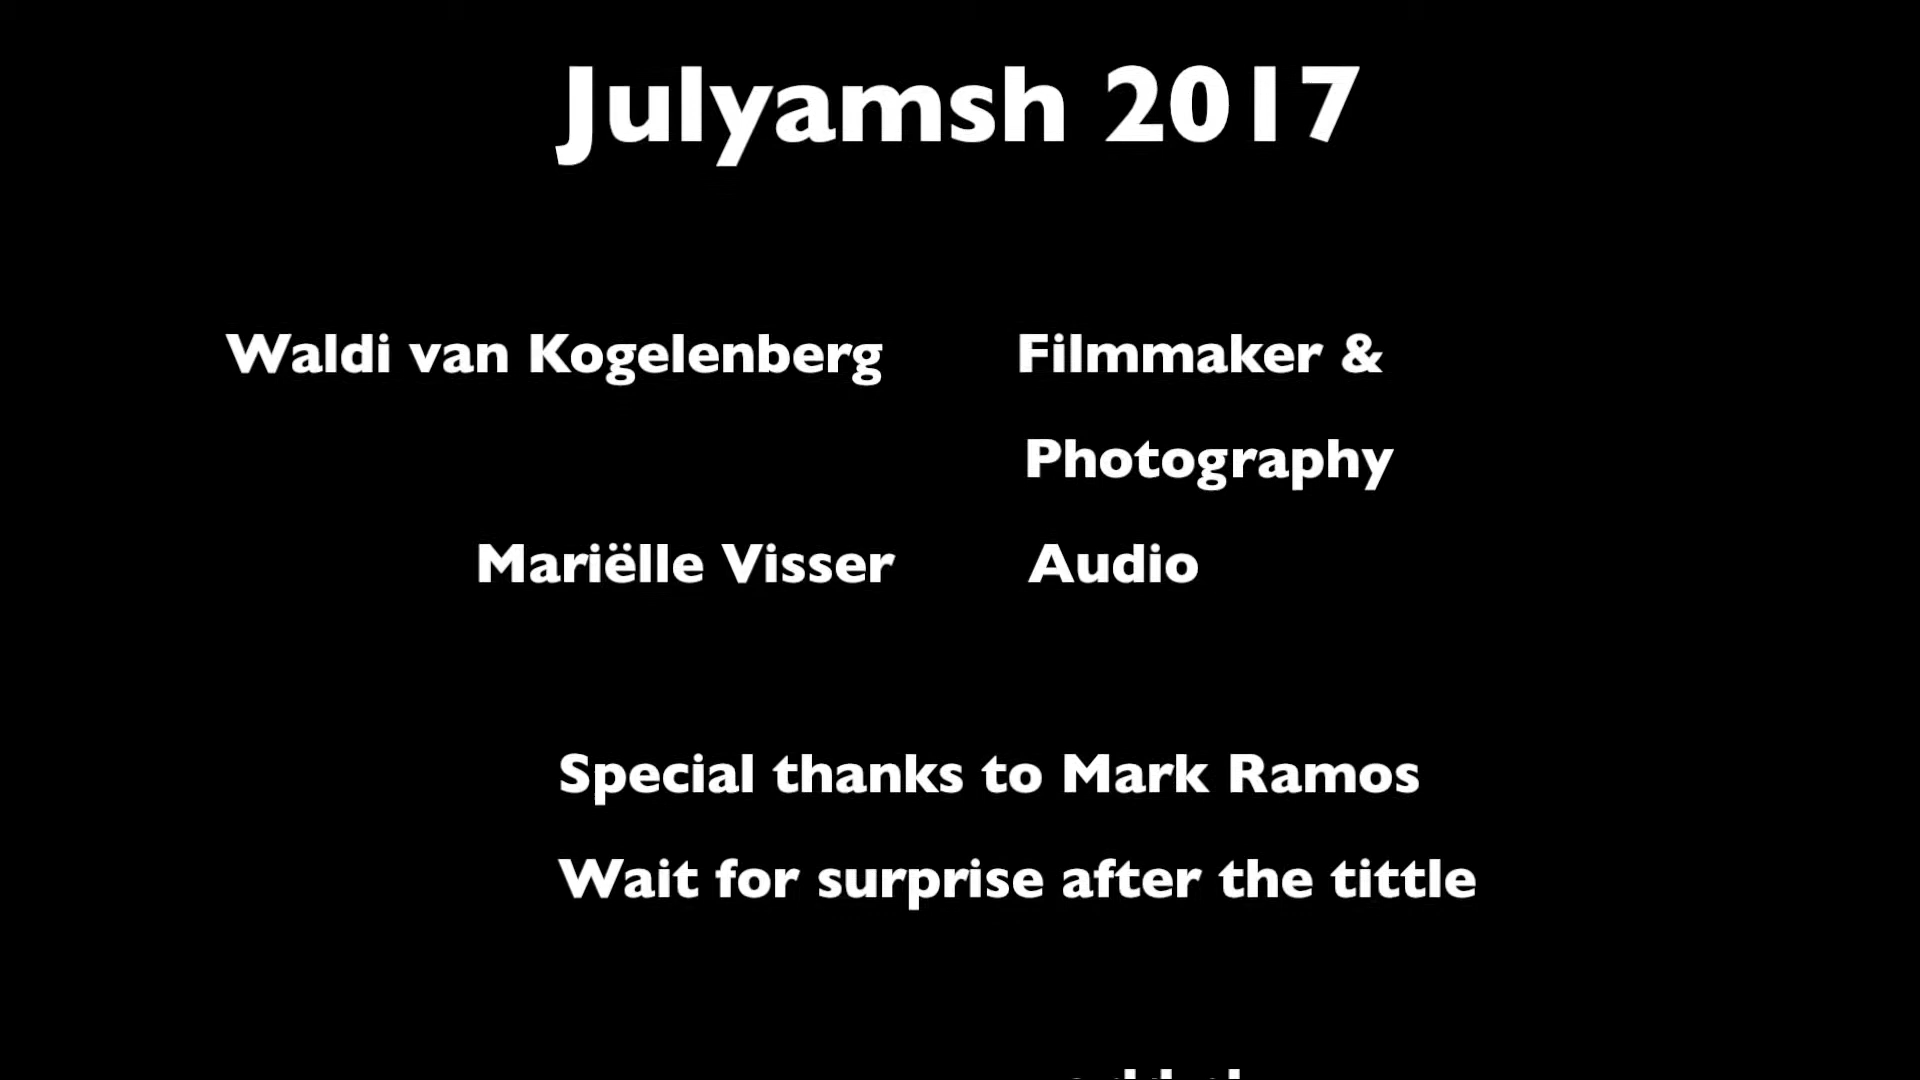 Julyamsh 2017
Waldi van Kogelenberg Filmmaker &
Photography
Mariëlle Visser Audio
Special thanks to Mark Ramos
Wait for surprise after the tittle